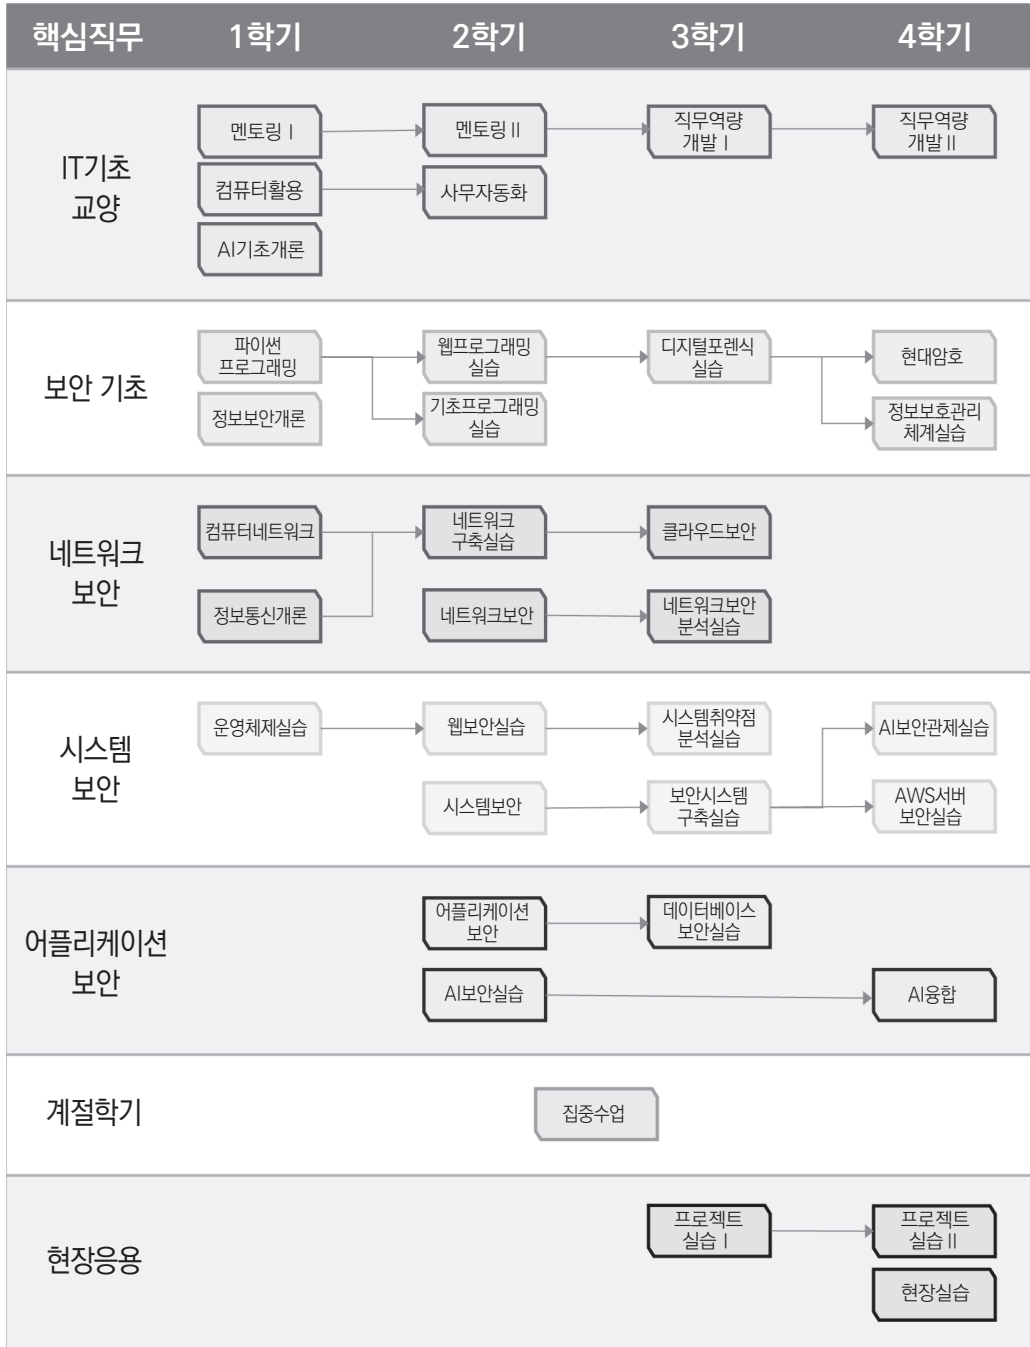 핵심직무 1학기 2학기 3학기 4학기
IT기초
교양
멘토링Ⅰ 멘토링Ⅱ 직무역량
개발Ⅰ 직무역량
개발Ⅱ
컴퓨터활용 사무자동화
AI기초개론
보안 기초
파이썬
프로그래밍 웹프로그래밍
실습 디지털포렌식
실습 현대암호
정보보안개론 기초프로그래밍
실습 정보보호관리
체계실습
네트워크
보안
컴퓨터네트워크 네트워크
구축실습 클라우드보안
정보통신개론 네트워크보안 네트워크보안
분석실습
시스템
보안
운영체제실습 웹보안실습 시스템취약점
분석실습 AI보안관제실습
시스템보안 보안시스템
구축실습 AWS서버
보안실습
어플리케이션
보안
어플리케이션
보안 데이터베이스
보안실습
AI보안실습 AI융합
계절학기
집중수업
현장응용
프로젝트
실습Ⅰ 프로젝트
실습Ⅱ
현장실습